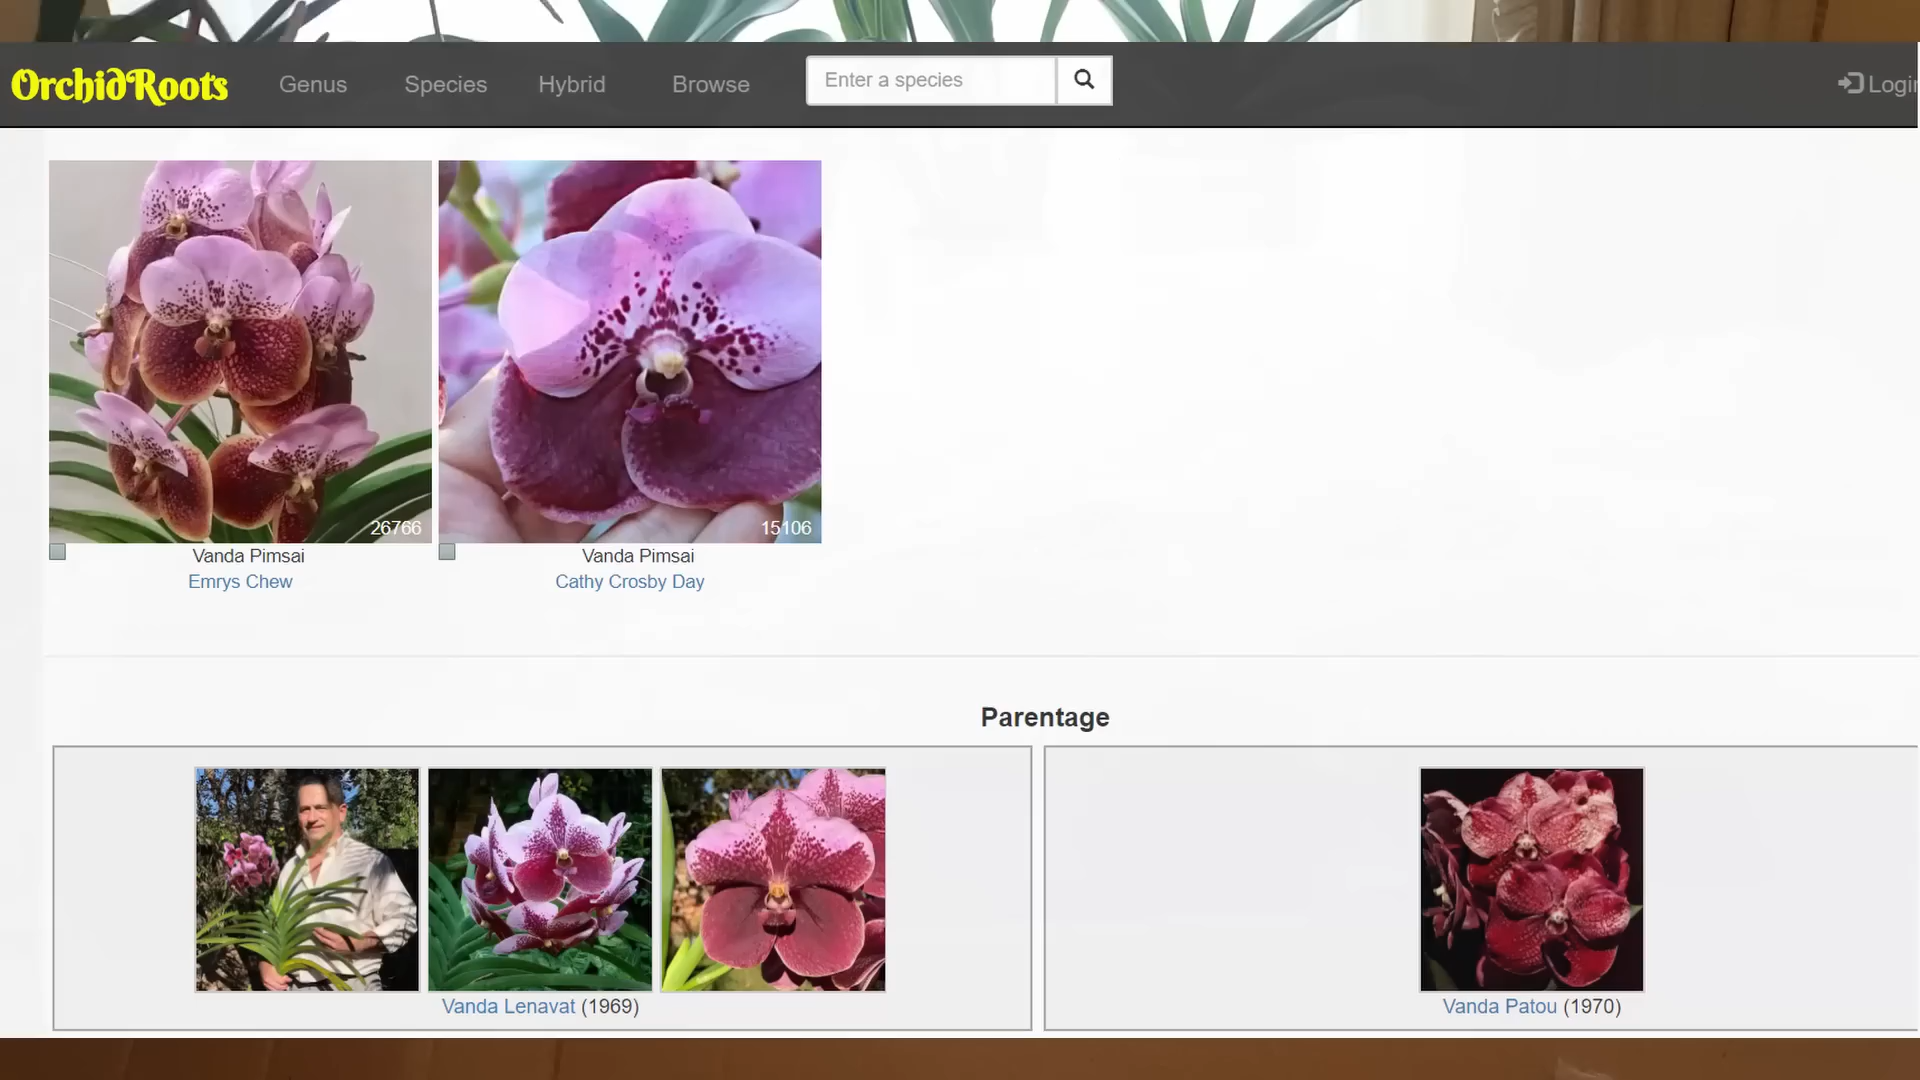 OrchidRoots Genus Species Hybrid Browse Enter a species
26766 15106
Vanda Pimsai Vanda Pimsai
Emrys Chew Cathy Crosby Day
Parentage
Vanda Lenavat (1969) Vanda Patou (1970)